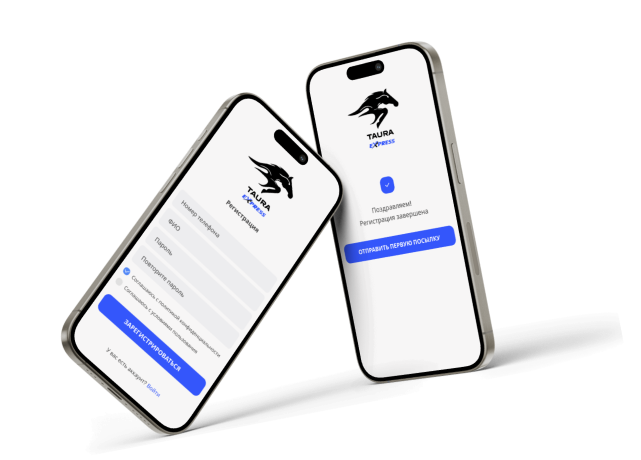 TAURA
EXPRESS
Регистрация
Номер телефона
ФИО
Пароль
Повторите пароль
Соглашаюсь с политикой конфиденциальности
Соглашаюсь с условиями пользования
ЗАРЕГИСТРИРОВАТЬСЯ
У вас есть аккаунт? Войти
TAURA
EXPRESS
Поздравляем!
Регистрация завершена
ОТПРАВИТЬ ПЕРВУЮ ПОСЫЛКУ